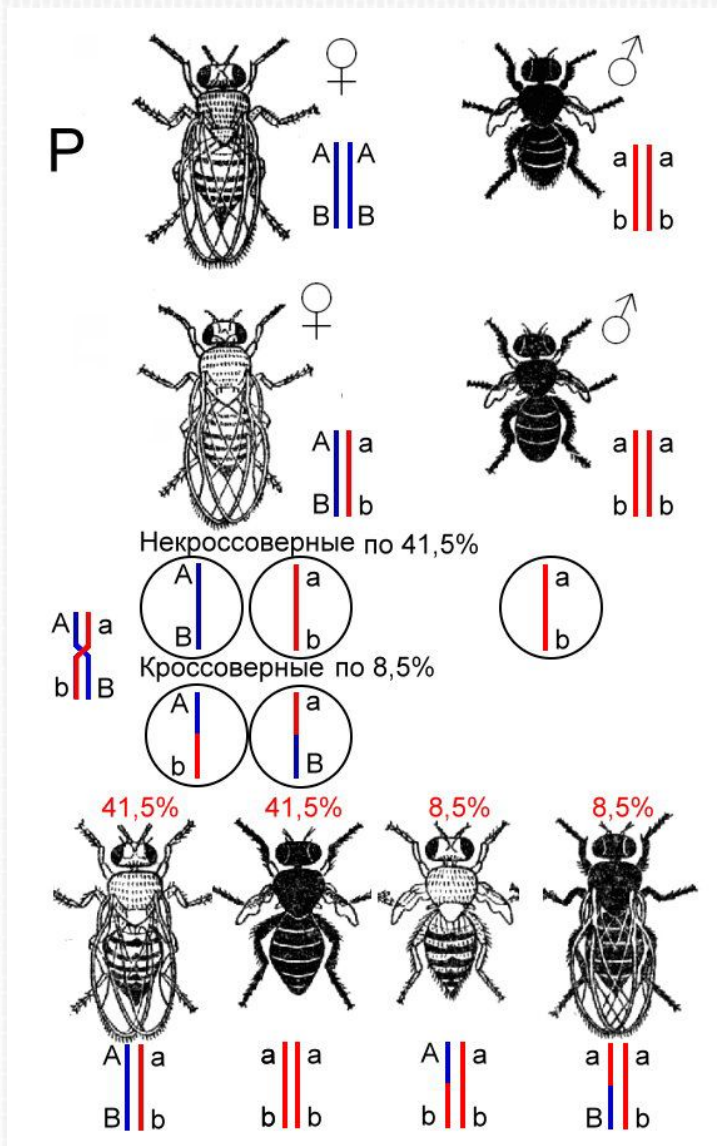 ♀ ♂
P
A A a a
B B b b
♀ ♂
A a a a
B b b b
Некроссоверные по 41,5%
A a a
B b b
A a
b B
Кроссоверные по 8,5%
A a
b B
41,5% 41,5% 8,5% 8,5%
A a a a A a a a
B b b b b b B b